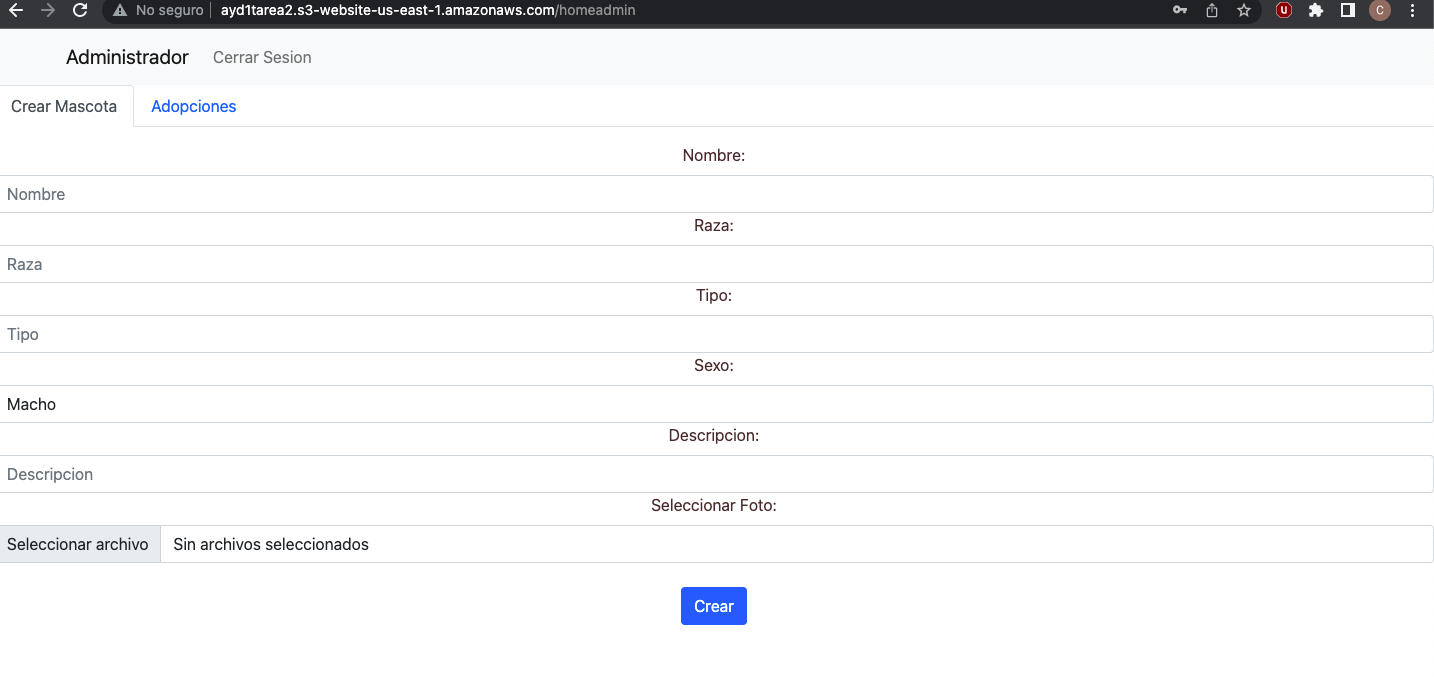 No seguro ayd1tarea2.s3-website-us-east-1.amazonaws.com/homeadmin
U
C
Administrador Cerrar Sesion
Crear Mascota Adopciones
Nombre:
Nombre
Raza:
Raza
Tipo:
Tipo
Sexo:
Macho
Descripcion:
Descripcion
Seleccionar Foto:
Seleccionar archivo Sin archivos seleccionados
Crear